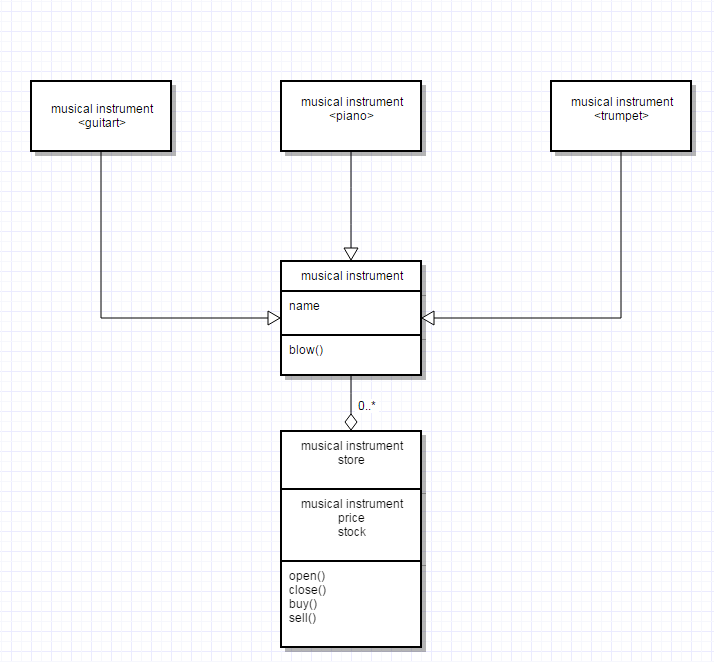 musical instrument
<guitart>
musical instrument
<piano>
musical instrument
<trumpet>
musical instrument
name
blow()
0..*
musical instrument
store
musical instrument
price
stock
open()
close()
buy()
sell()